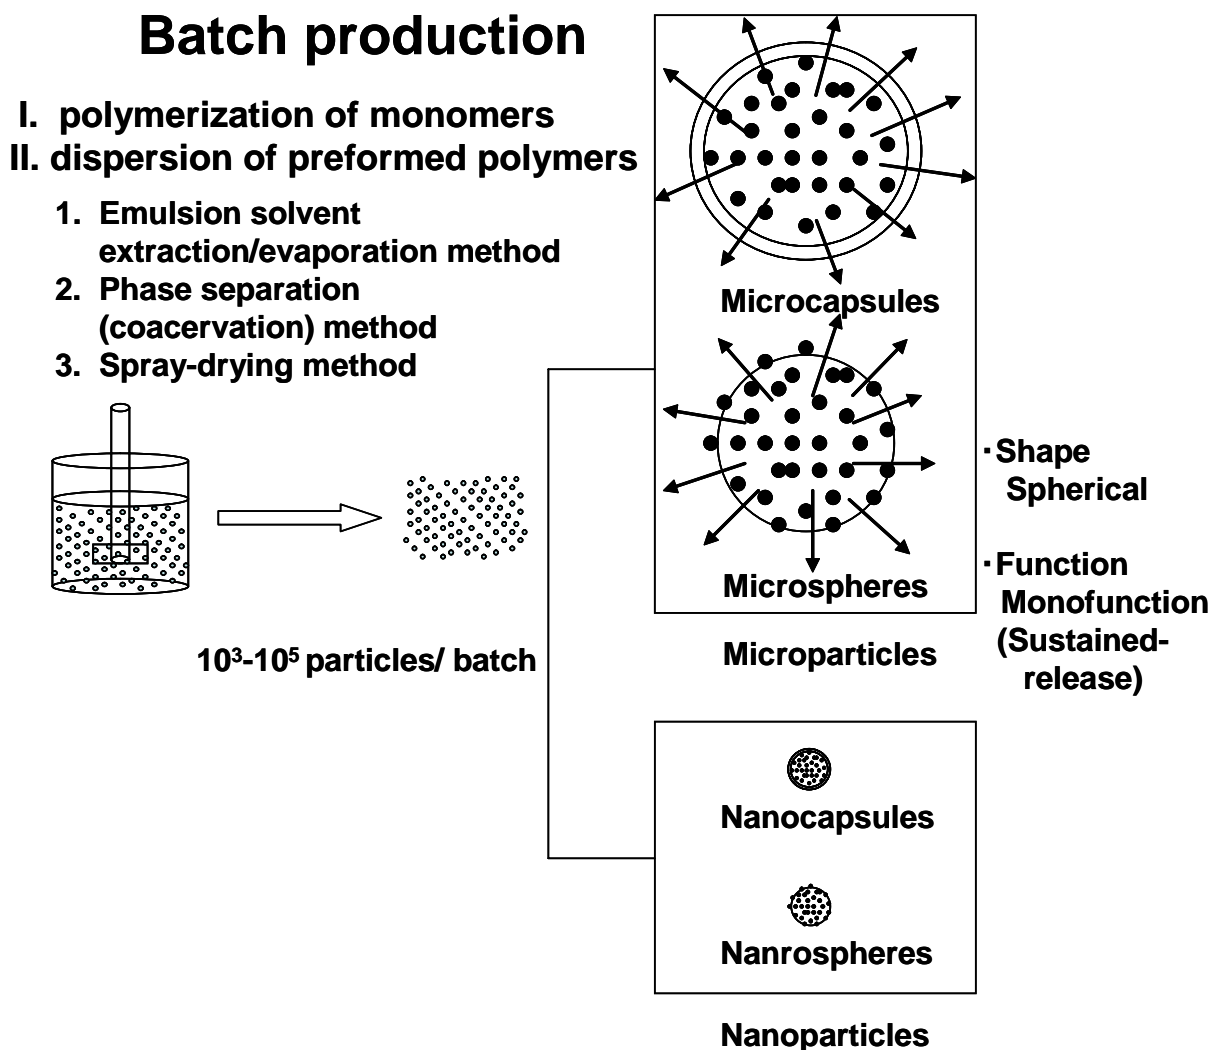 Batch production
I. polymerization of monomers
II. dispersion of preformed polymers
1. Emulsion solvent
extraction/evaporation method
2. Phase separation
(coacervation) method
3. Spray-drying method
10³-10⁵ particles/ batch
Microcapsules
Microspheres
Microparticles
·Shape
Spherical
·Function
Monofunction
(Sustained-
release)
Nanocapsules
Nanrospheres
Nanoparticles